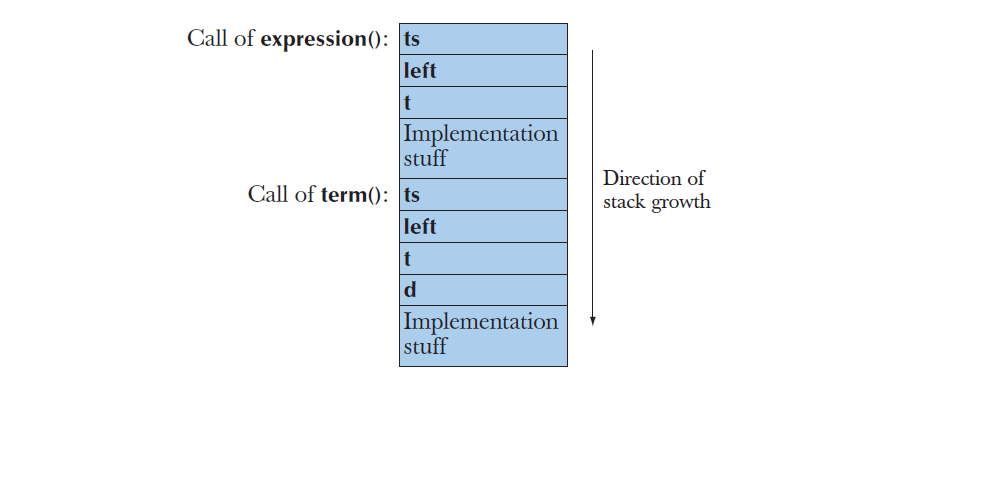 Call of expression(): ts
left
t
Implementation
stuff
Call of term(): ts
left
t
d
Implementation
stuff
Direction of
stack growth